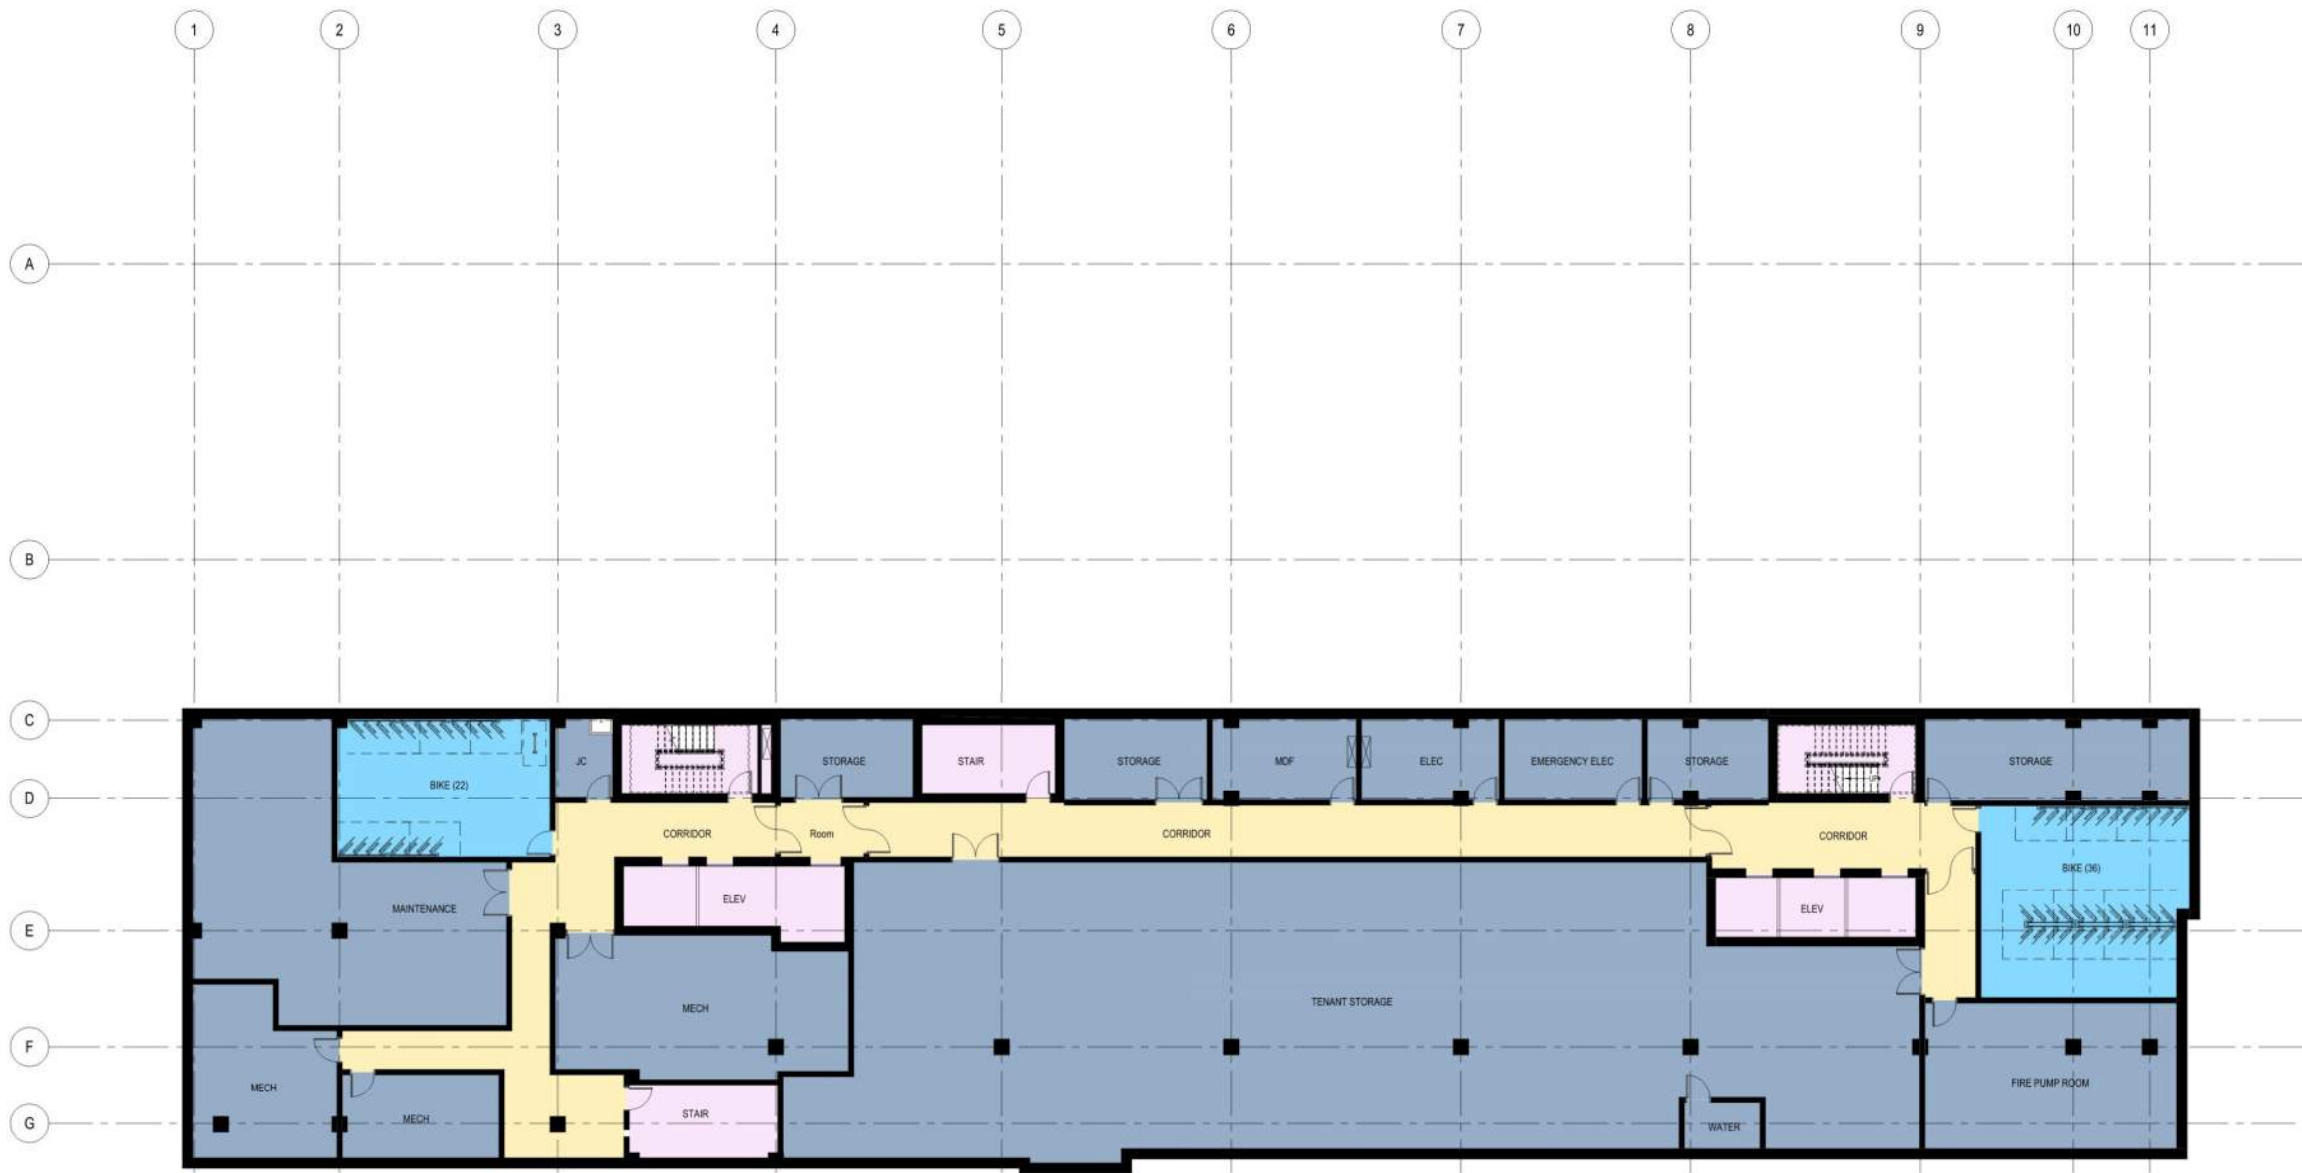 1 2 3 4 5 6 7 8 9 10 11
A
B
C
D
E
F
G
JC
STORAGE
STAIR
STORAGE
MDF
ELEC
EMERGENCY ELEC
STORAGE
UP
STORAGE
BIKE (22)
CORRIDOR
Room
CORRIDOR
CORRIDOR
BIKE (36)
MAINTENANCE
ELEV
ELEV
MECH
TENANT STORAGE
MECH
MECH
STAIR
WATER
FIRE PUMP ROOM